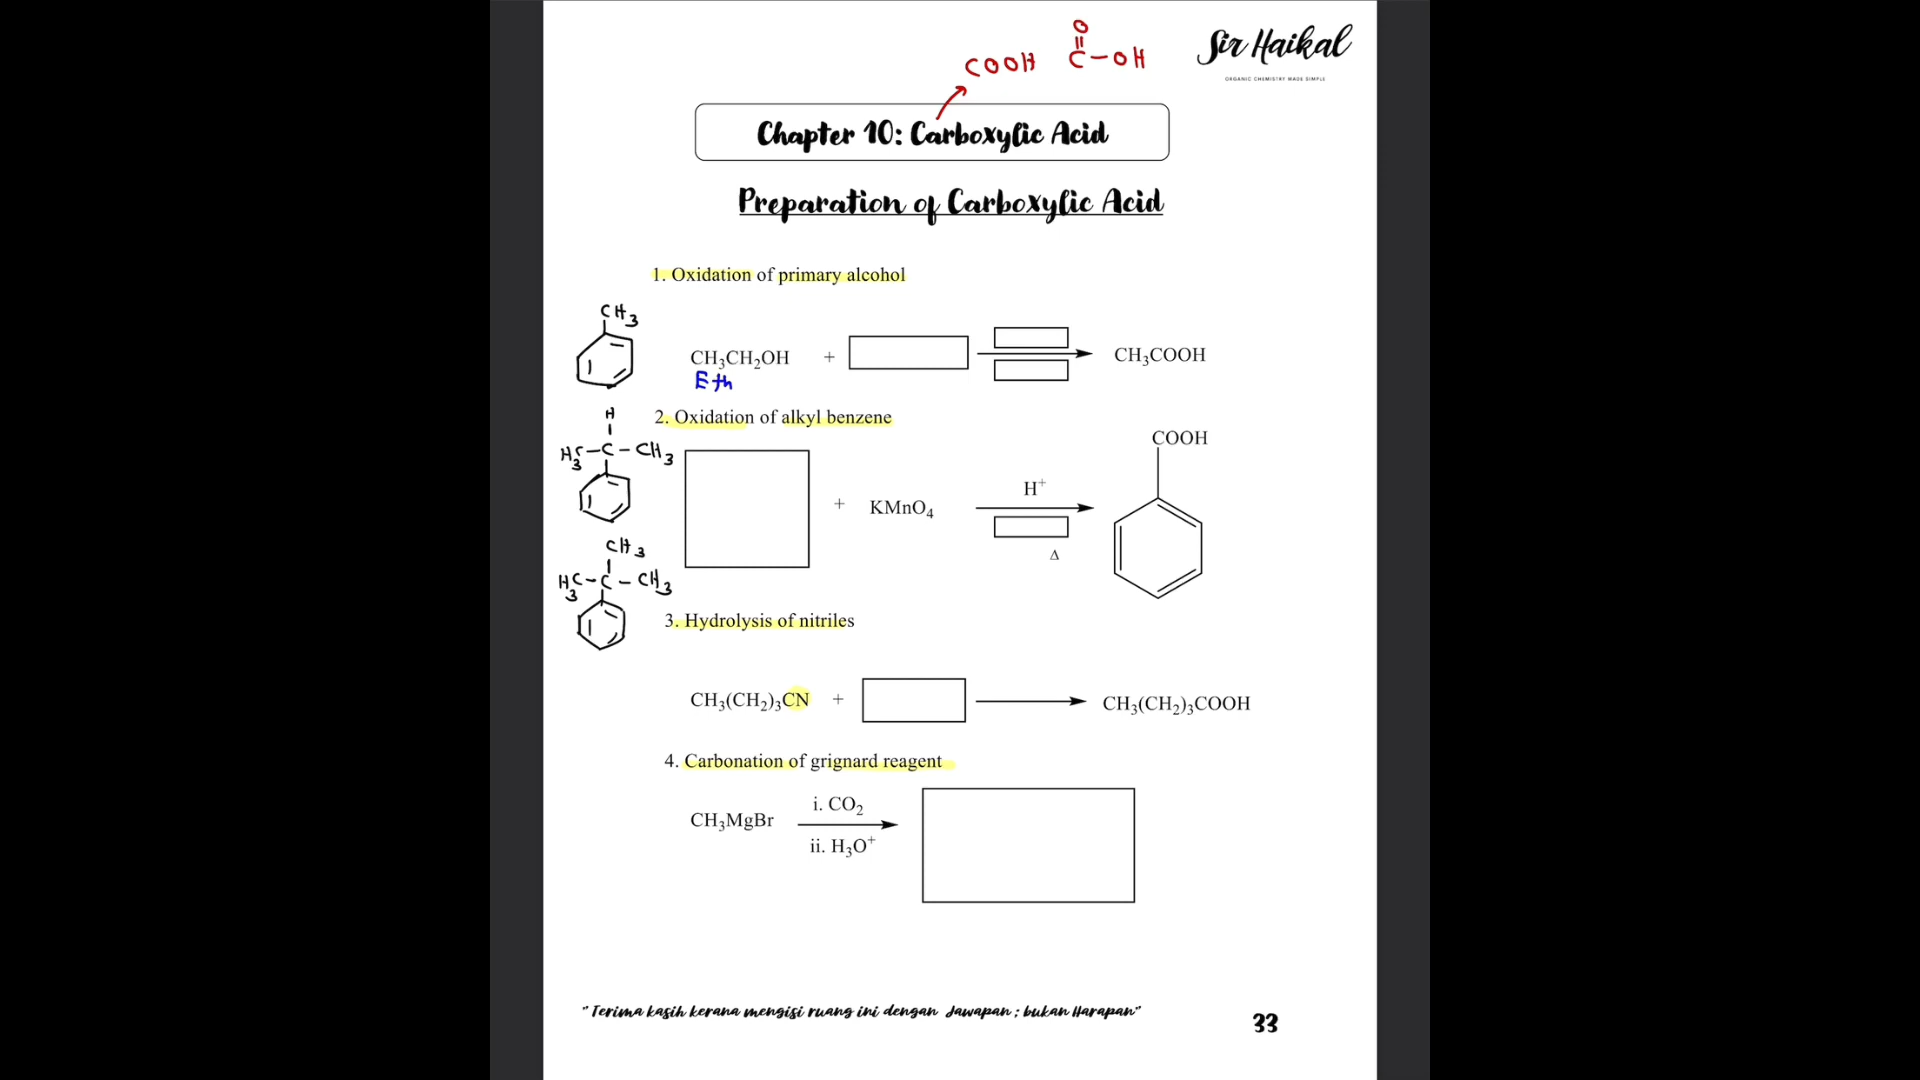 COOH
O
C-OH
Sir Haikal
ORGANIC CHEMISTRY MADE SIMPLE
Chapter 10: Carboxylic Acid
Preparation of Carboxylic Acid
1. Oxidation of primary alcohol
CH3
CH3CH2OH +
CH3COOH
Eth
2. Oxidation of alkyl benzene
H
H3C-C-CH3
COOH
+ KMnO4
H+
Δ
CH3
H3C-C-CH3
3. Hydrolysis of nitriles
CH3(CH2)3CN +
CH3(CH2)3COOH
4. Carbonation of grignard reagent
CH3MgBr
i. CO2
ii. H3O+
"Terima kasih kerana mengisi ruang ini dengan Jawapan ; bukan Harapan"
33